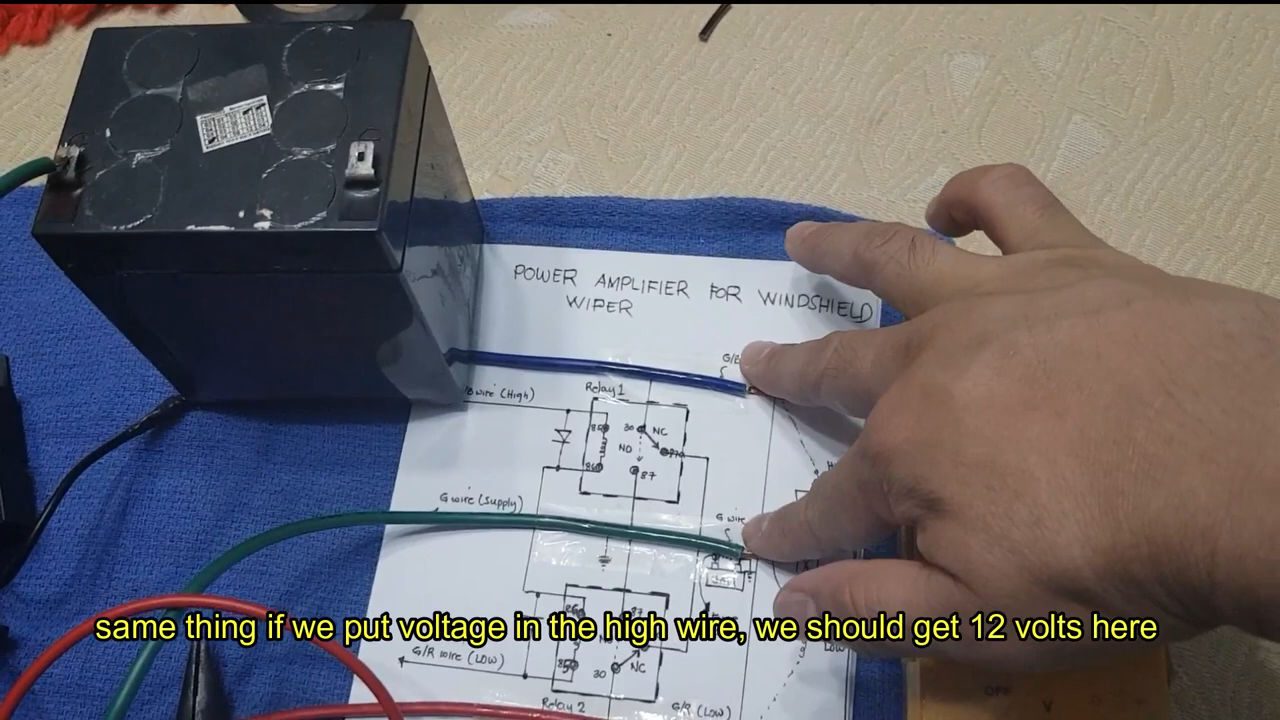 POWER AMPLIFIER FOR WINDSHIELD
WIPER
G/B
wire (High)
Relay 1
85
30
NC
NO
86
87
G wire (Supply)
G wire
87
30
NC
85
G/R wire (LOW)
Relay 2
G/R (LOW)
LOW
OFF
V
same thing if we put voltage in the high wire, we should get 12 volts here